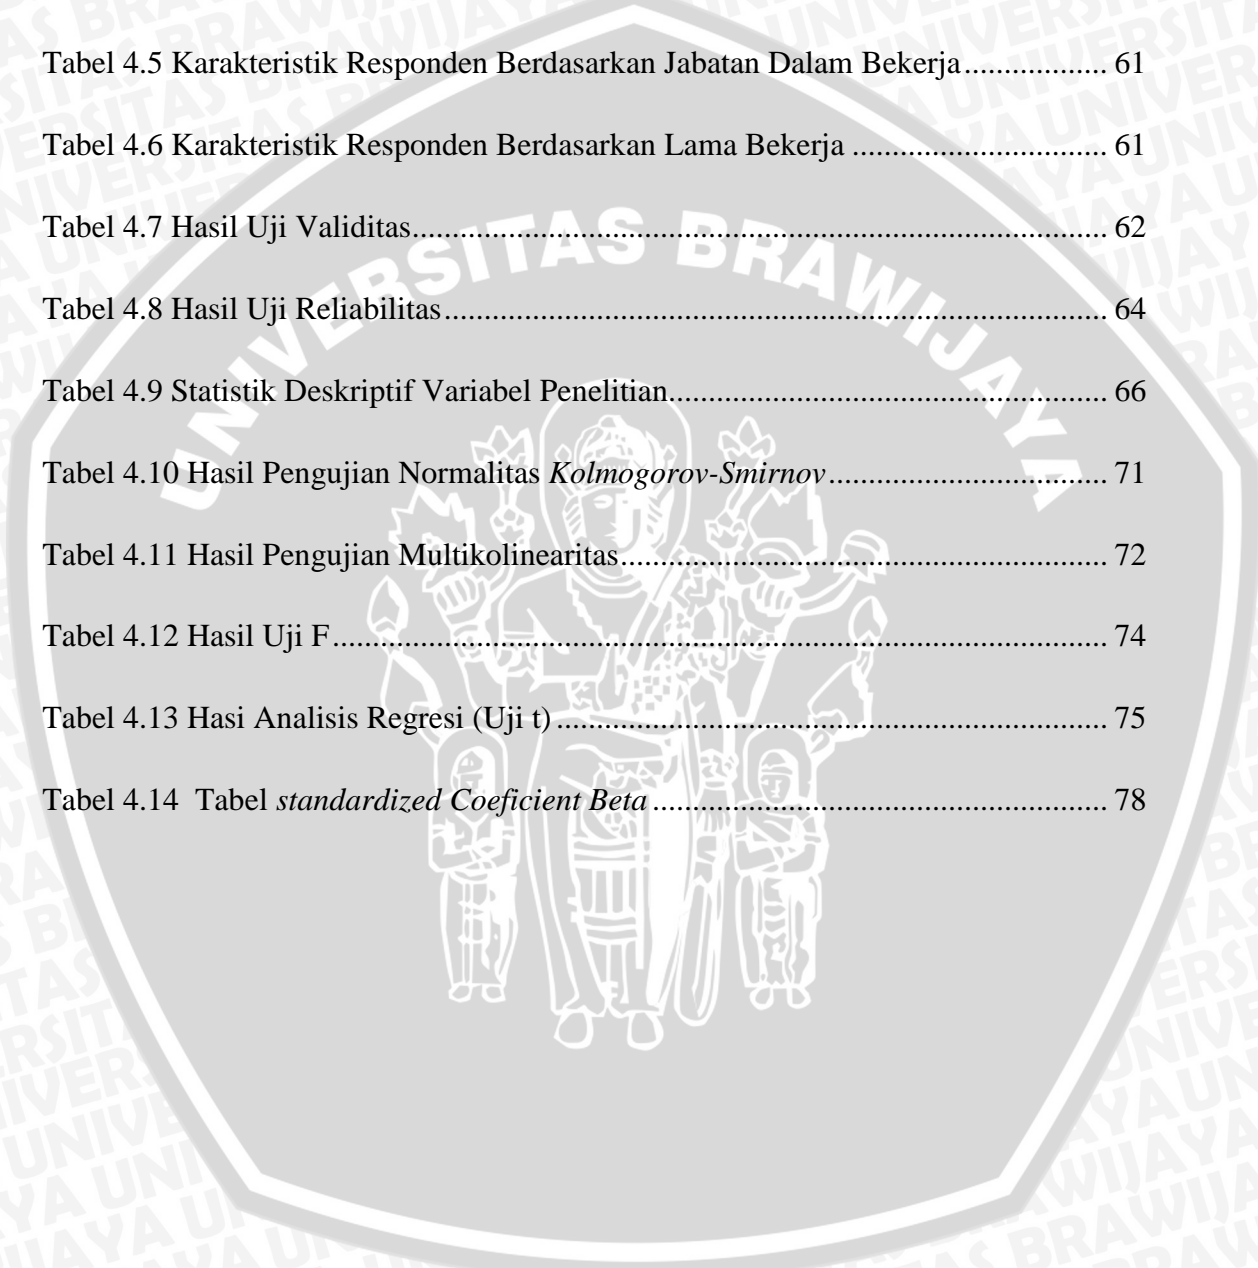 Tabel 4.5 Karakteristik Responden Berdasarkan Jabatan Dalam Bekerja.................. 61
Tabel 4.6 Karakteristik Responden Berdasarkan Lama Bekerja ................................ 61
Tabel 4.7 Hasil Uji Validitas......................................................................................... 62
Tabel 4.8 Hasil Uji Reliabilitas..................................................................................... 64
Tabel 4.9 Statistik Deskriptif Variabel Penelitian........................................................ 66
Tabel 4.10 Hasil Pengujian Normalitas Kolmogorov-Smirnov................................... 71
Tabel 4.11 Hasil Pengujian Multikolinearitas.............................................................. 72
Tabel 4.12 Hasil Uji F................................................................................................... 74
Tabel 4.13 Hasi Analisis Regresi (Uji t) ...................................................................... 75
Tabel 4.14  Tabel standardized Coeficient Beta .......................................................... 78
UNIVERSITAS BRAWIJAYA